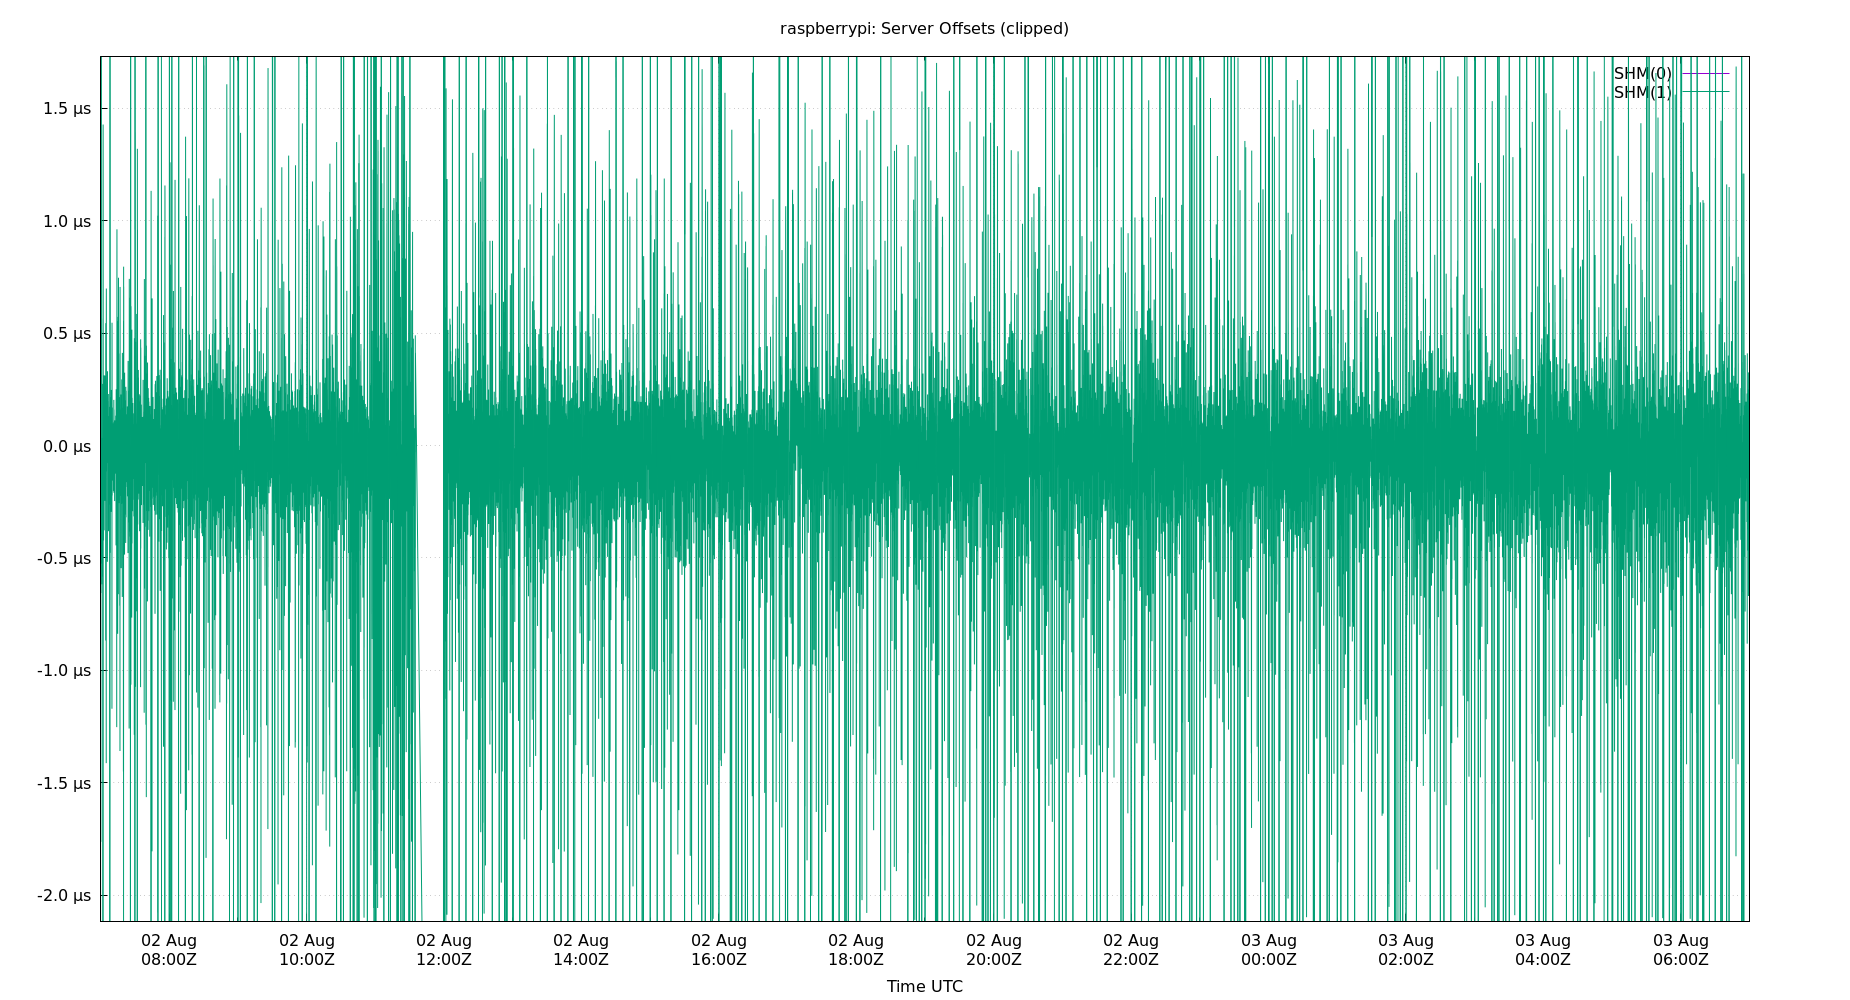 raspberrypi: Server Offsets (clipped)
SHM(0)
SHM(1)
1.5 µs
1.0 µs
0.5 µs
0.0 µs
-0.5 µs
-1.0 µs
-1.5 µs
-2.0 µs
02 Aug 02 Aug 02 Aug 02 Aug 02 Aug 02 Aug 02 Aug 02 Aug 03 Aug 03 Aug 03 Aug 03 Aug
08:00Z 10:00Z 12:00Z 14:00Z 16:00Z 18:00Z 20:00Z 22:00Z 00:00Z 02:00Z 04:00Z 06:00Z
Time UTC